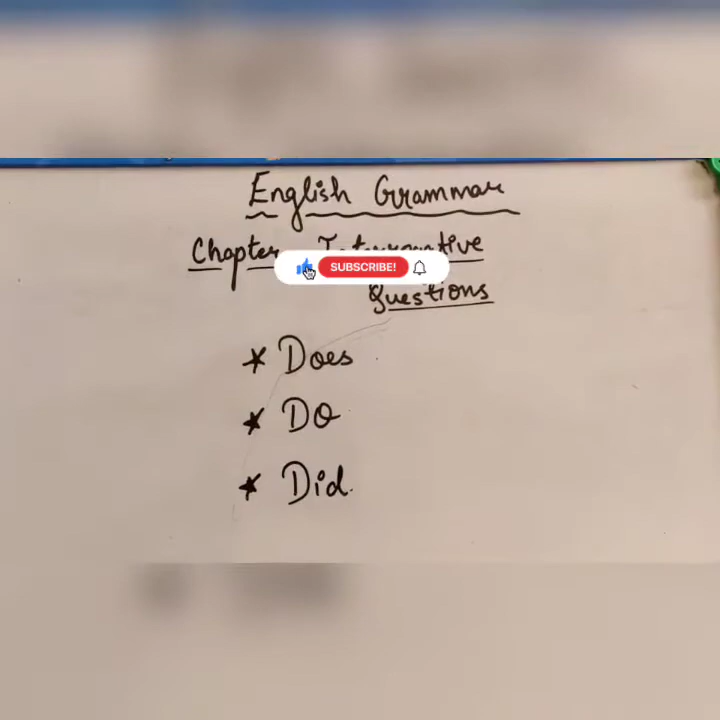 English Grammar
Chapter
SUBSCRIBE!
Questions
* Does
* Do
* Did.